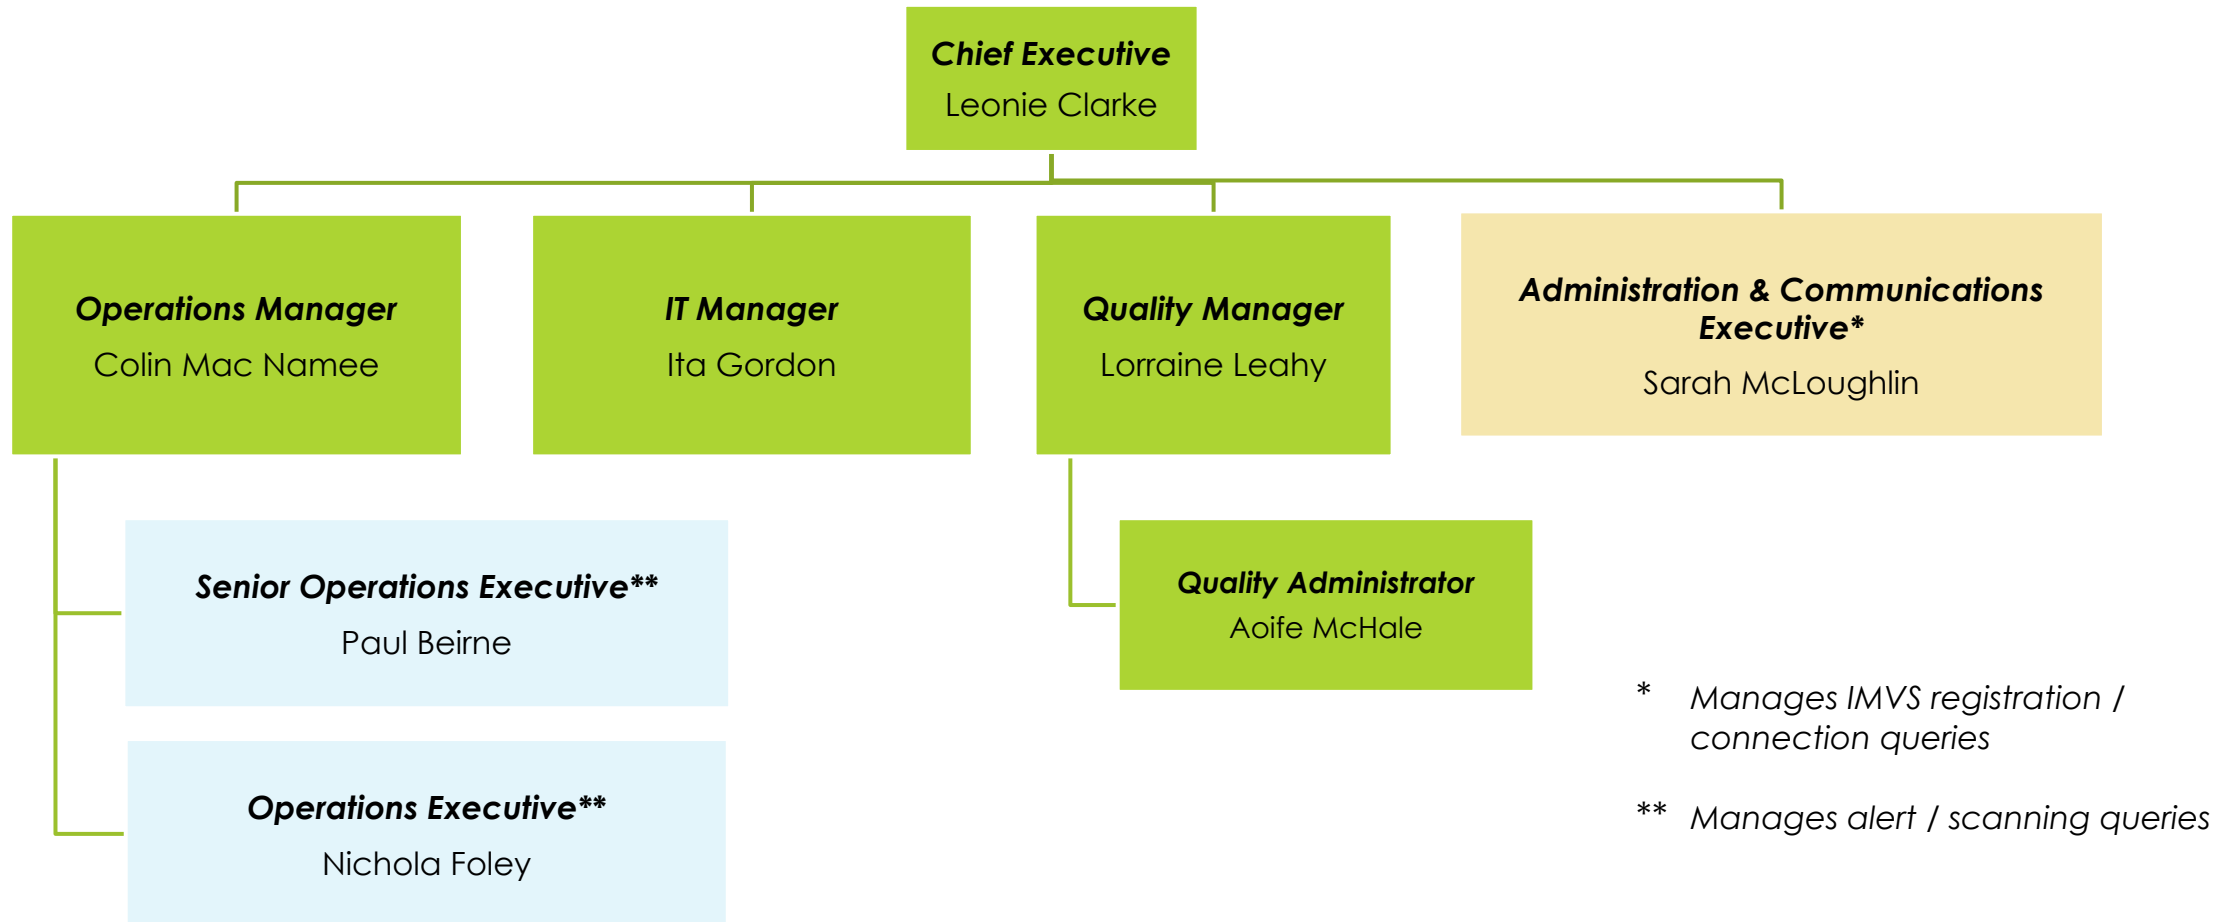 Chief Executive
Leonie Clarke
Operations Manager
Colin Mac Namee
IT Manager
Ita Gordon
Quality Manager
Lorraine Leahy
Administration & Communications
Executive*
Sarah McLoughlin
Senior Operations Executive**
Paul Beirne
Operations Executive**
Nichola Foley
Quality Administrator
Aoife McHale
* Manages IMVS registration /
connection queries
** Manages alert / scanning queries